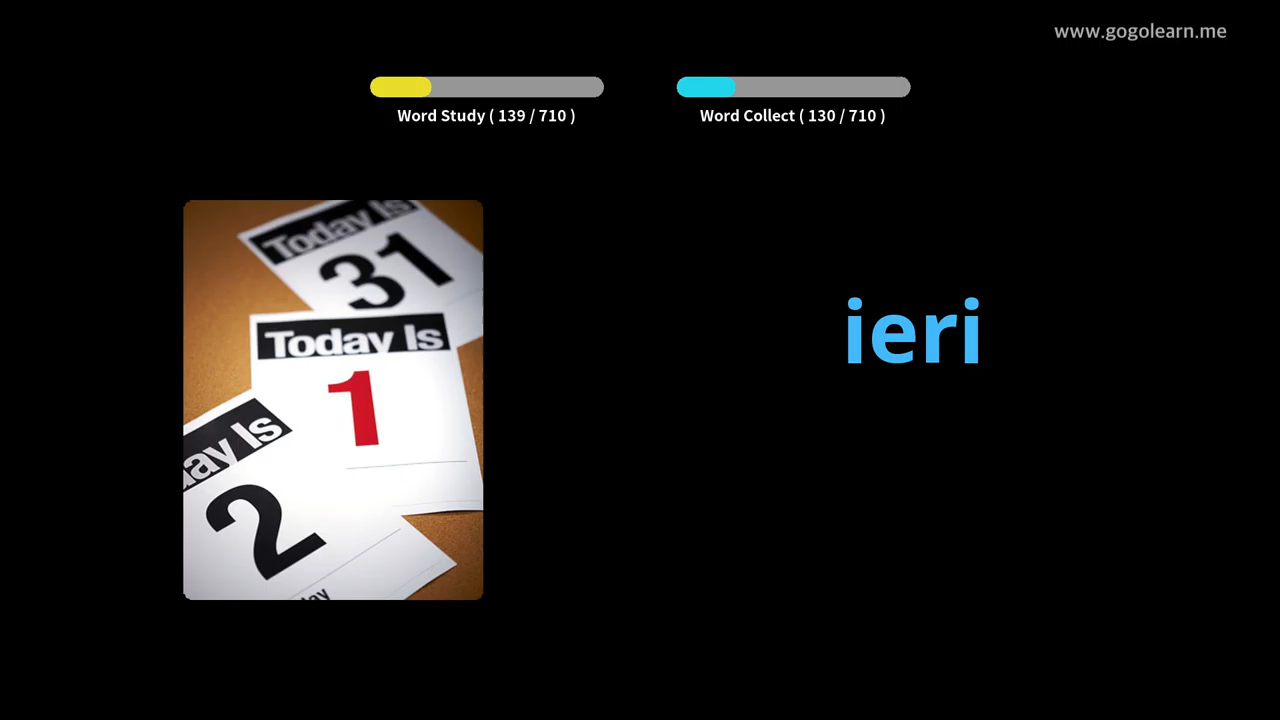 www.gogolearn.me
Word Study ( 139 / 710 )
Word Collect ( 130 / 710 )
Today Is
31
Today Is
1
ay Is
2
ay
ieri